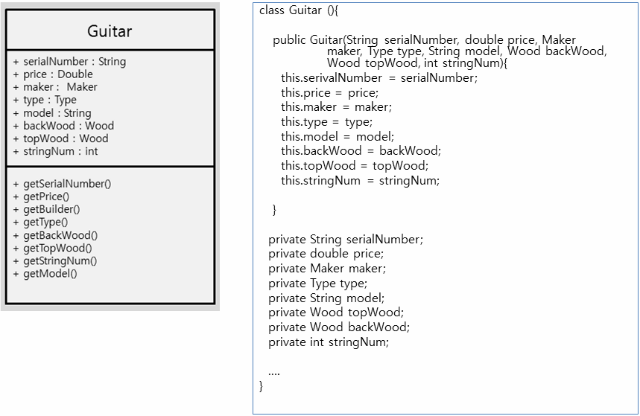 Guitar
+ serialNumber : String
+ price : Double
+ maker : Maker
+ type : Type
+ model : String
+ backWood : Wood
+ topWood : Wood
+ stringNum : int
+ getSerialNumber()
+ getPrice()
+ getBuilder()
+ getType()
+ getBackWood()
+ getTopWood()
+ getStringNum()
+ getModel()
class Guitar (){
public Guitar(String serialNumber, double price, Maker
maker, Type type, String model, Wood backWood,
Wood topWood, int stringNum){
this.serivalNumber = serialNumber;
this.price = price;
this.maker = maker;
this.type = type;
this.model = model;
this.backWood = backWood;
this.topWood = topWood;
this.stringNum = stringNum;
}
private String serialNumber;
private double price;
private Maker maker;
private Type type;
private String model;
private Wood topWood;
private Wood backWood;
private int stringNum;
....
}